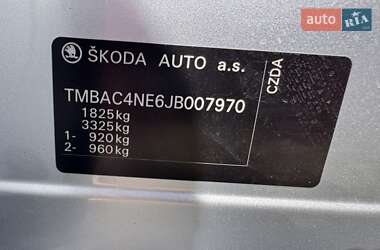 auto RIA
ŠKODA AUTO a.s.
TMBAC4NE6JB007970
1825kg
3325kg
1- 920kg
2- 960kg
CZDA